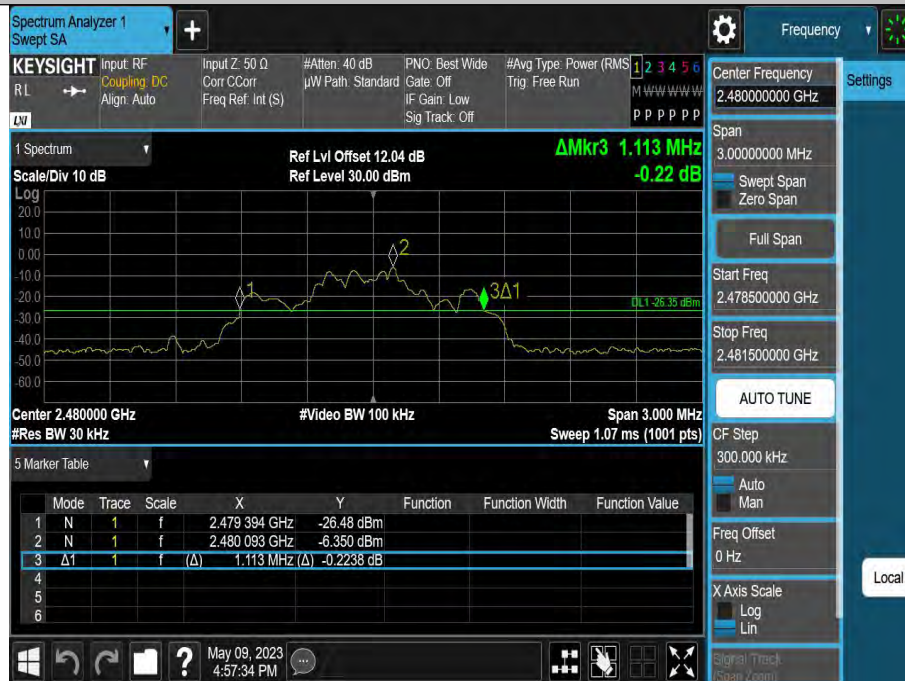 Spectrum Analyzer 1
Swept SA
+
Frequency
KEYSIGHT
RL
LXI
Input: RF
Coupling: DC
Align: Auto
Input Z: 50 Ω
Corr CCorr
Freq Ref: Int (S)
#Atten: 40 dB
µW Path: Standard
PNO: Best Wide
Gate: Off
IF Gain: Low
Sig Track: Off
#Avg Type: Power (RMS
Trig: Free Run
1 2 3 4 5 6
M W W W W W
P P P P P P
1 Spectrum
Scale/Div 10 dB
Ref Lvl Offset 12.04 dB
Ref Level 30.00 dBm
ΔMkr3 1.113 MHz
-0.22 dB
Log
20.0
10.0
0.00
-10.0
-20.0
-30.0
-40.0
-50.0
-60.0
1
2
3Δ1
DL1 -26.35 dBm
Center 2.480000 GHz
#Video BW 100 kHz
Span 3.000 MHz
#Res BW 30 kHz
Sweep 1.07 ms (1001 pts)
5 Marker Table
Mode Trace Scale X Y Function Function Width Function Value
1 N 1 f 2.479 394 GHz -26.48 dBm
2 N 1 f 2.480 093 GHz -6.350 dBm
3 Δ1 1 f (Δ) 1.113 MHz (Δ) -0.2238 dB
4
5
6
May 09, 2023
4:57:34 PM
?
Center Frequency
2.480000000 GHz
Span
3.00000000 MHz
Swept Span
Zero Span
Full Span
Start Freq
2.478500000 GHz
Stop Freq
2.481500000 GHz
AUTO TUNE
CF Step
300.000 kHz
Auto
Man
Freq Offset
0 Hz
X Axis Scale
Log
Lin
Signal Track
(Span Zoom)
Settings
Local